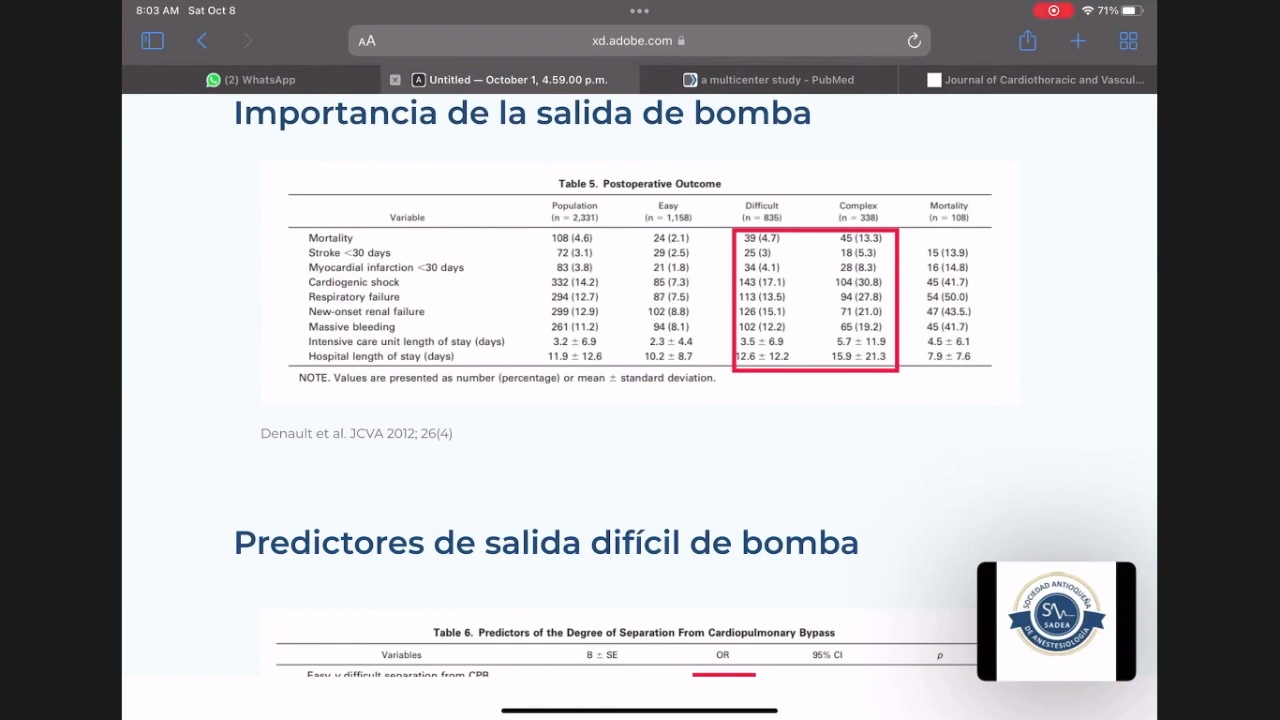 8:03 AM Sat Oct 8
71%
AA
xd.adobe.com
(2) WhatsApp
Untitled — October 1, 4.59.00 p.m.
a multicenter study - PubMed
Journal of Cardiothoracic and Vascul...
Importancia de la salida de bomba
Table 5. Postoperative Outcome
Variable Population (n = 2,331) Easy (n = 1,158) Difficult (n = 835) Complex (n = 338) Mortality (n = 108)
Mortality 108 (4.6) 24 (2.1) 39 (4.7) 45 (13.3)
Stroke <30 days 72 (3.1) 29 (2.5) 25 (3) 18 (5.3) 15 (13.9)
Myocardial infarction <30 days 83 (3.8) 21 (1.8) 34 (4.1) 28 (8.3) 16 (14.8)
Cardiogenic shock 332 (14.2) 85 (7.3) 143 (17.1) 104 (30.8) 45 (41.7)
Respiratory failure 294 (12.7) 87 (7.5) 113 (13.5) 94 (27.8) 54 (50.0)
New-onset renal failure 299 (12.9) 102 (8.8) 126 (15.1) 71 (21.0) 47 (43.5.)
Massive bleeding 261 (11.2) 94 (8.1) 102 (12.2) 65 (19.2) 45 (41.7)
Intensive care unit length of stay (days) 3.2 ± 6.9 2.3 ± 4.4 3.5 ± 6.9 5.7 ± 11.9 4.5 ± 6.1
Hospital length of stay (days) 11.9 ± 12.6 10.2 ± 8.7 12.6 ± 12.2 15.9 ± 21.3 7.9 ± 7.6
NOTE. Values are presented as number (percentage) or mean ± standard deviation.
Denault et al. JCVA 2012; 26(4)
Predictores de salida difícil de bomba
Table 6. Predictors of the Degree of Separation From Cardiopulmonary Bypass
Variables B ± SE OR 95% CI p
Easy v difficult separation from CPB
SOCIEDAD ANTIOQUEÑA
SADEA
DE ANESTESIOLOGÍA